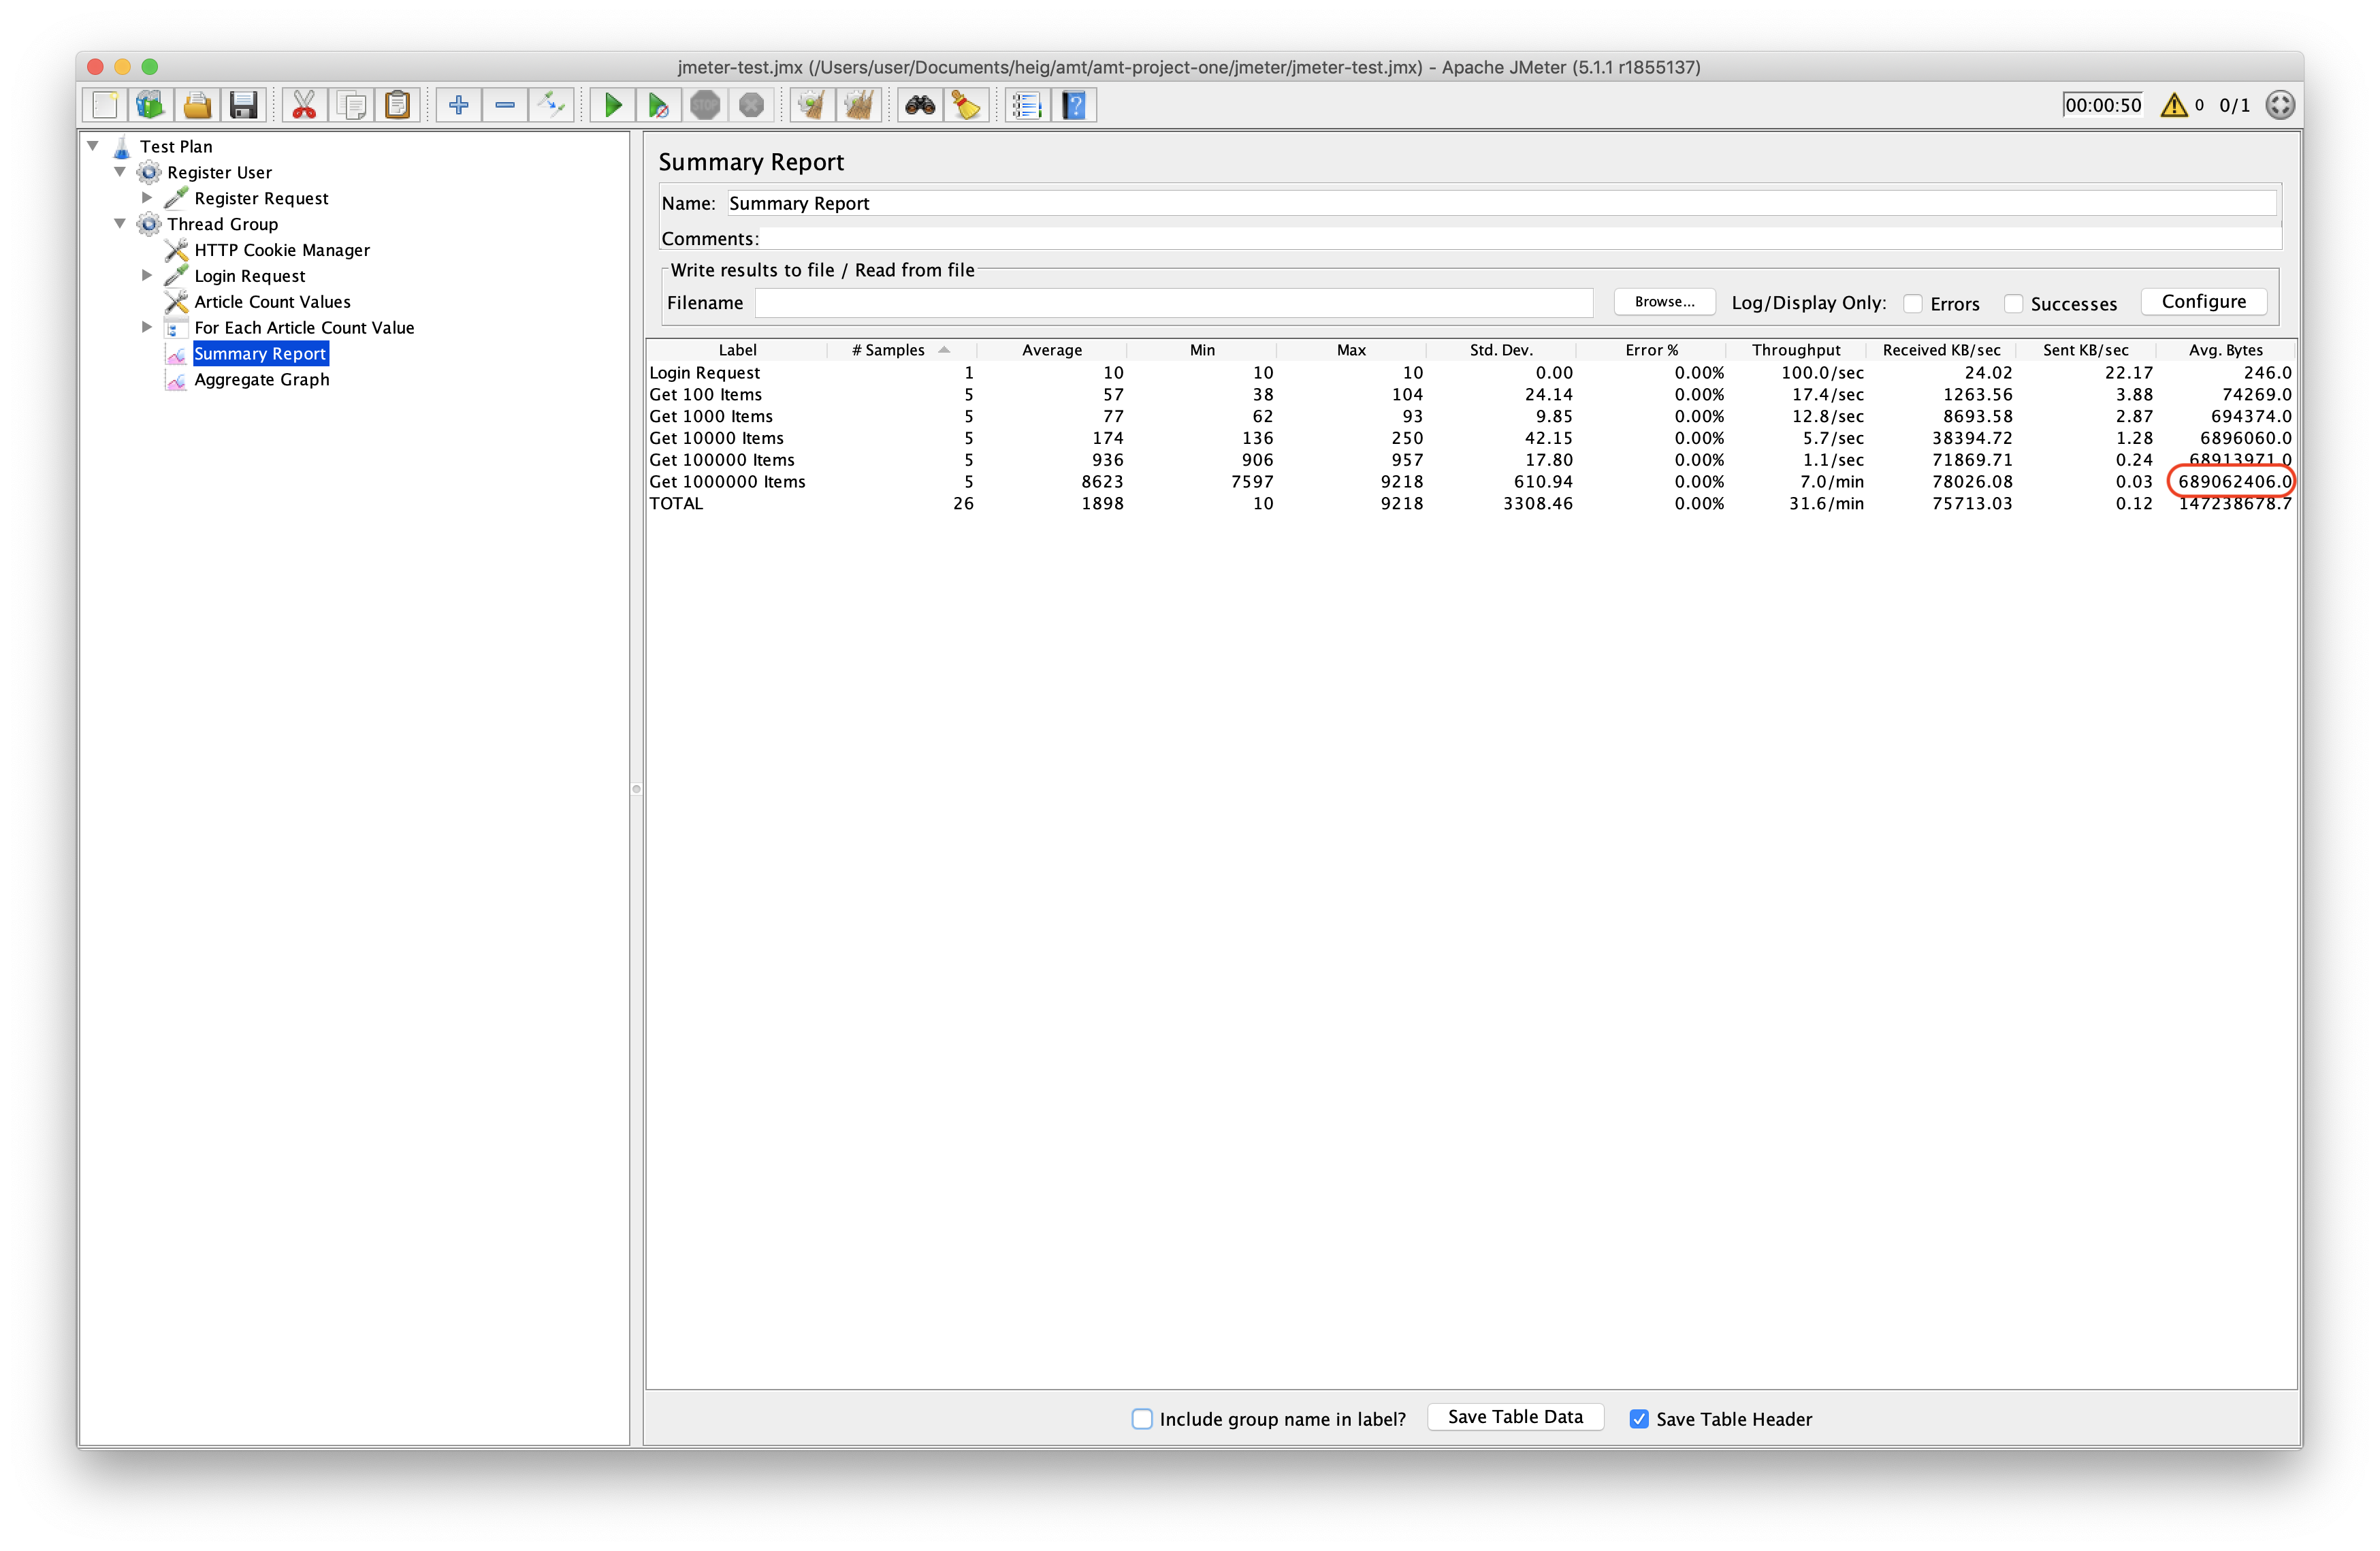 jmeter-test.jmx (/Users/user/Documents/heig/amt/amt-project-one/jmeter/jmeter-test.jmx) - Apache JMeter (5.1.1 r1855137)
STOP
?
00:00:50 0 0/1
Test Plan
Register User
Register Request
Thread Group
HTTP Cookie Manager
Login Request
Article Count Values
For Each Article Count Value
Summary Report
Aggregate Graph
Summary Report
Name: Summary Report
Comments:
Write results to file / Read from file
Filename Browse... Log/Display Only: Errors Successes Configure
Label # Samples Average Min Max Std. Dev. Error % Throughput Received KB/sec Sent KB/sec Avg. Bytes
Login Request 1 10 10 10 0.00 0.00% 100.0/sec 24.02 22.17 246.0
Get 100 Items 5 57 38 104 24.14 0.00% 17.4/sec 1263.56 3.88 74269.0
Get 1000 Items 5 77 62 93 9.85 0.00% 12.8/sec 8693.58 2.87 694374.0
Get 10000 Items 5 174 136 250 42.15 0.00% 5.7/sec 38394.72 1.28 6896060.0
Get 100000 Items 5 936 906 957 17.80 0.00% 1.1/sec 71869.71 0.24 68913971.0
Get 1000000 Items 5 8623 7597 9218 610.94 0.00% 7.0/min 78026.08 0.03 689062406.0
TOTAL 26 1898 10 9218 3308.46 0.00% 31.6/min 75713.03 0.12 147238678.7
Include group name in label? Save Table Data Save Table Header